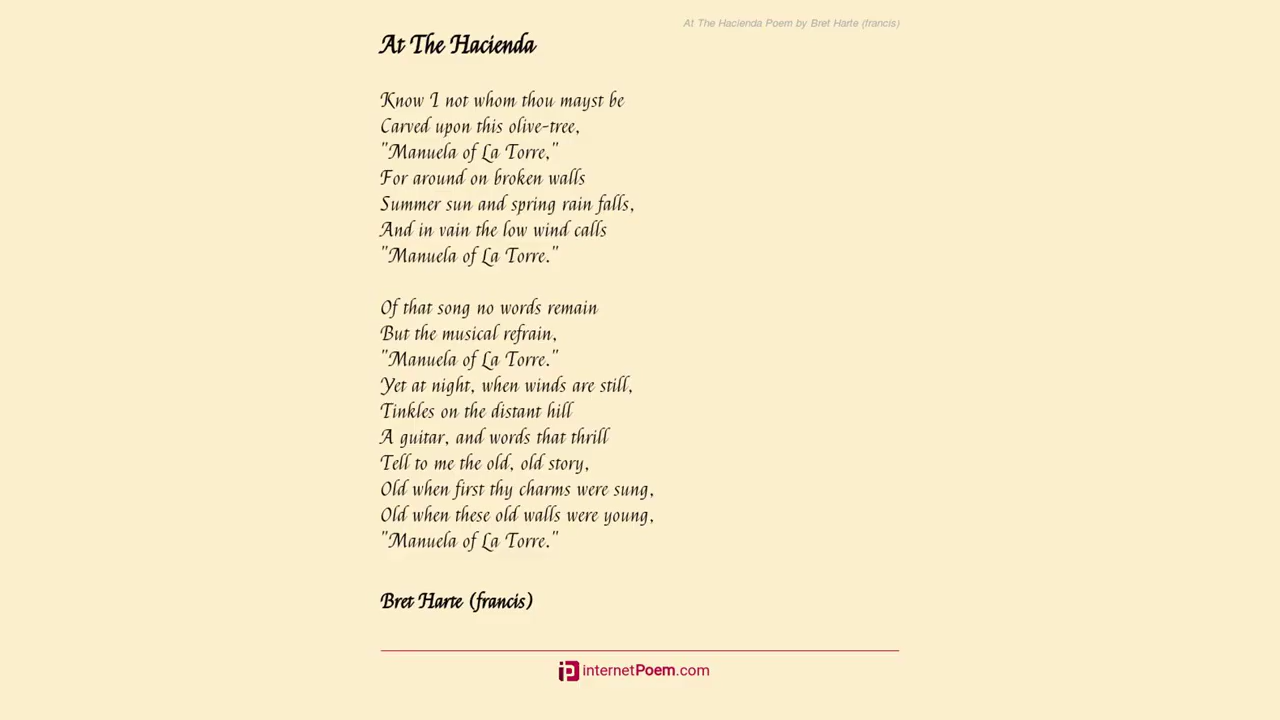 At The Hacienda Poem by Bret Harte (francis)
At The Hacienda
Know I not whom thou mayst be
Carved upon this olive-tree,
"Manuela of La Torre,"
For around on broken walls
Summer sun and spring rain falls,
And in vain the low wind calls
"Manuela of La Torre."
Of that song no words remain
But the musical refrain,
"Manuela of La Torre."
Yet at night, when winds are still,
Tinkles on the distant hill
A guitar, and words that thrill
Tell to me the old, old story,
Old when first thy charms were sung,
Old when these old walls were young,
"Manuela of La Torre."
Bret Harte (francis)
internetPoem.com